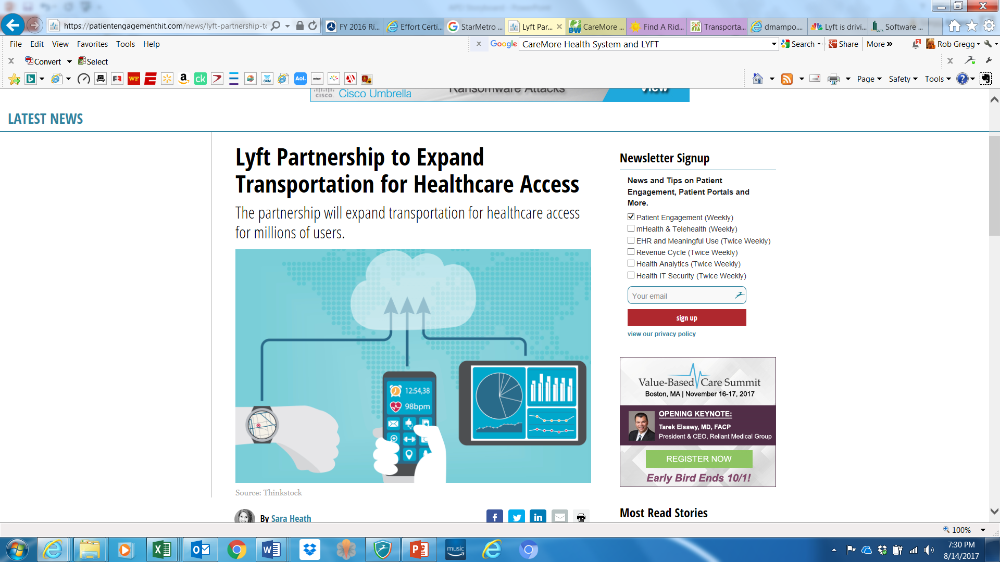 https://patientengagementhit.com/news/lyft-partnership-to
FY 2016 Ri...
Effort Certi...
StarMetro ...
Lyft Par...
CareMore ...
Find A Rid...
Transporta...
dmampo....
Lyft is drivi...
Software ...
File Edit View Favorites Tools Help
x Google CareMore Health System and LYFT Search Share More » 2 Rob Gregg
x Convert Select x
WF ck SXM Aol. Page Safety Tools
CISCO. Cisco Umbrella Ransomware Attacks View
LATEST NEWS
Lyft Partnership to Expand
Transportation for Healthcare Access
The partnership will expand transportation for healthcare access
for millions of users.
12:54,38
98bpm
Source: Thinkstock
By Sara Heath
Newsletter Signup
News and Tips on Patient
Engagement, Patient Portals and
More.
Patient Engagement (Weekly)
mHealth & Telehealth (Weekly)
EHR and Meaningful Use (Twice Weekly)
Revenue Cycle (Twice Weekly)
Health Analytics (Twice Weekly)
Health IT Security (Twice Weekly)
Your email
sign up
view our privacy policy
Value-Based Care Summit
Boston, MA | November 16-17, 2017
OPENING KEYNOTE:
Tarek Elsawy, MD, FACP
President & CEO, Reliant Medical Group
REGISTER NOW
Early Bird Ends 10/1!
Most Read Stories
100%
music
7:30 PM
8/14/2017